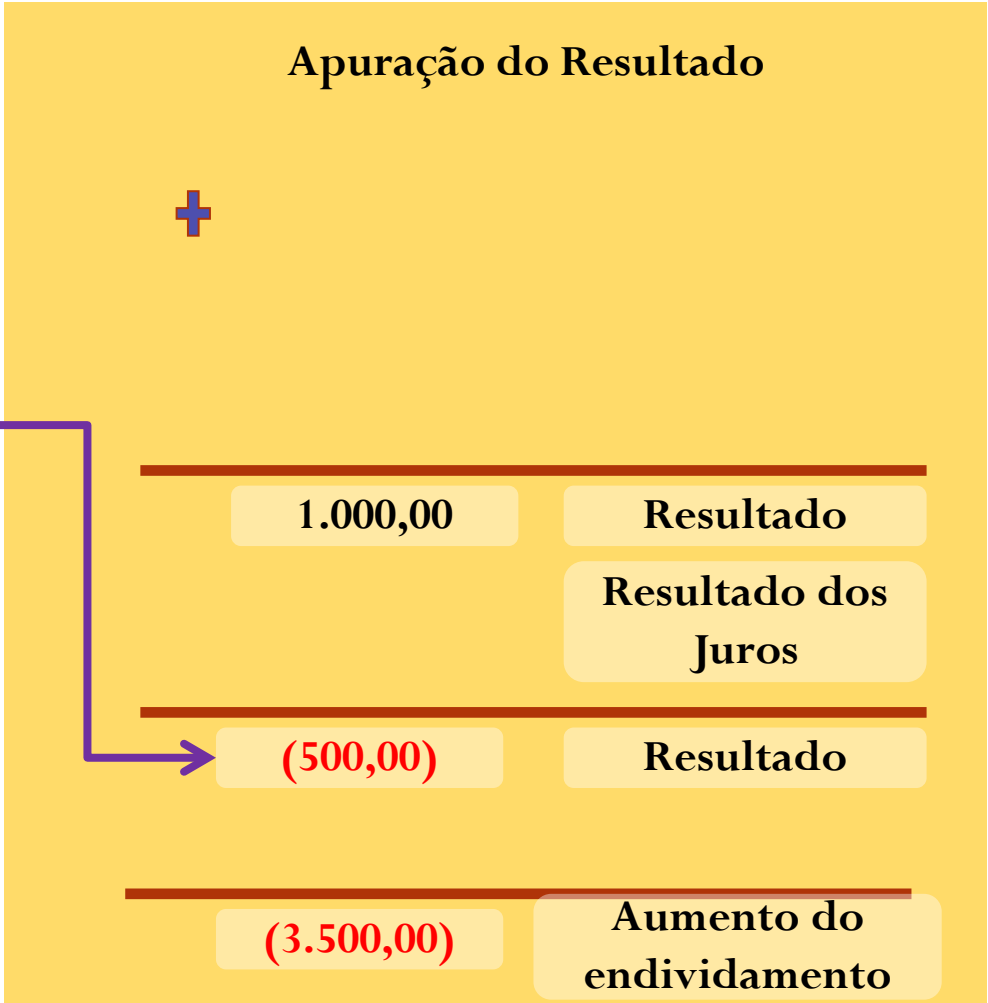 Apuração do Resultado
1.000,00 Resultado
Resultado dos
Juros
(500,00) Resultado
(3.500,00) Aumento do
endividamento